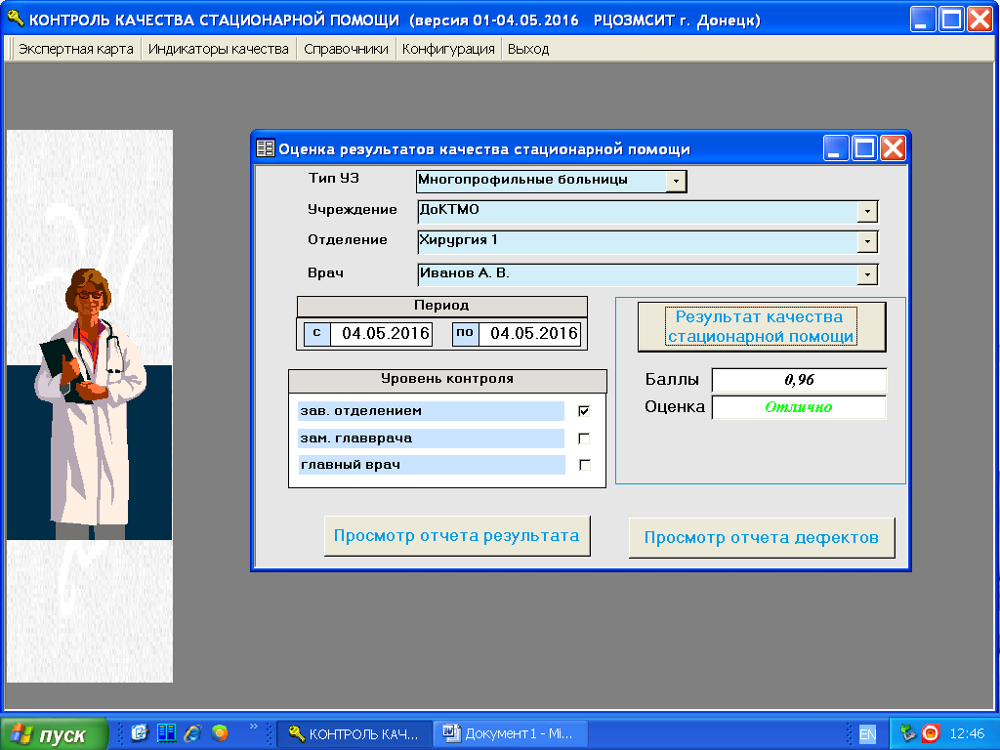 КОНТРОЛЬ КАЧЕСТВА СТАЦИОНАРНОЙ ПОМОЩИ (версия 01-04.05.2016 РЦОЗМСИТ г. Донецк)
Экспертная карта Индикаторы качества Справочники Конфигурация Выход
Оценка результатов качества стационарной помощи
Тип УЗ Многопрофильные больницы
Учреждение ДоКТМО
Отделение Хирургия 1
Врач Иванов А. В.
Период
с 04.05.2016 по 04.05.2016
Результат качества
стационарной помощи
Уровень контроля
Баллы 0,96
зав. отделением
Оценка Отлично
зам. главврача
главный врач
Просмотр отчета результата
Просмотр отчета дефектов
пуск
»
КОНТРОЛЬ КАЧ...
Документ1 - Mi...
EN
12:46